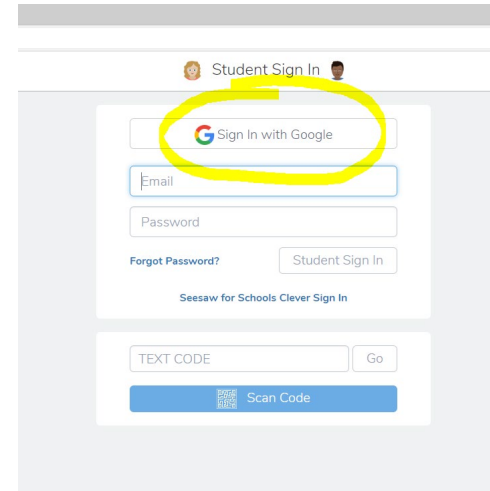 Student Sign In
Sign In with Google
Email
Password
Forgot Password?
Student Sign In
Seesaw for Schools Clever Sign In
TEXT CODE
Go
Scan Code